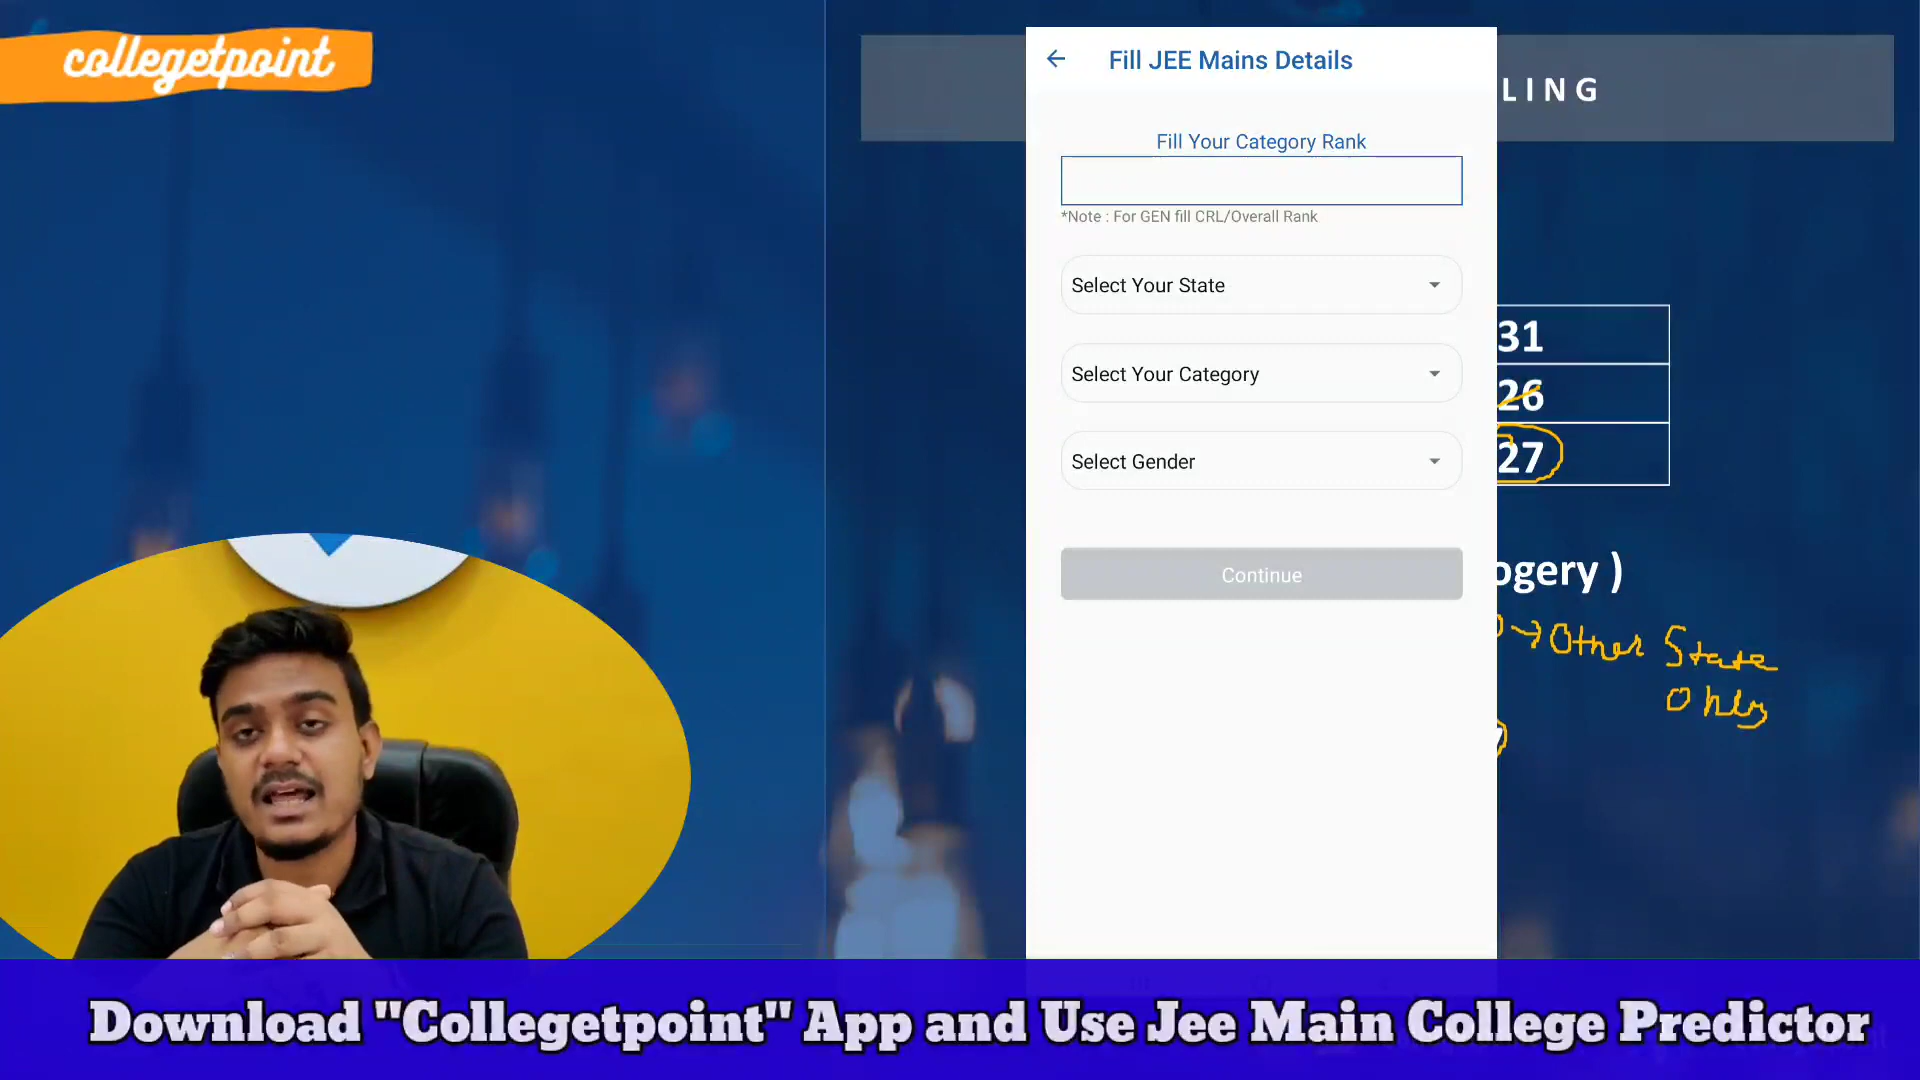 collegetpoint
Fill JEE Mains Details
LING
Fill Your Category Rank
*Note : For GEN fill CRL/Overall Rank
Select Your State
31
Select Your Category
26
Select Gender
27
Continue
ogery )
→ Other State
only
Download "Collegetpoint" App and Use Jee Main College Predictor